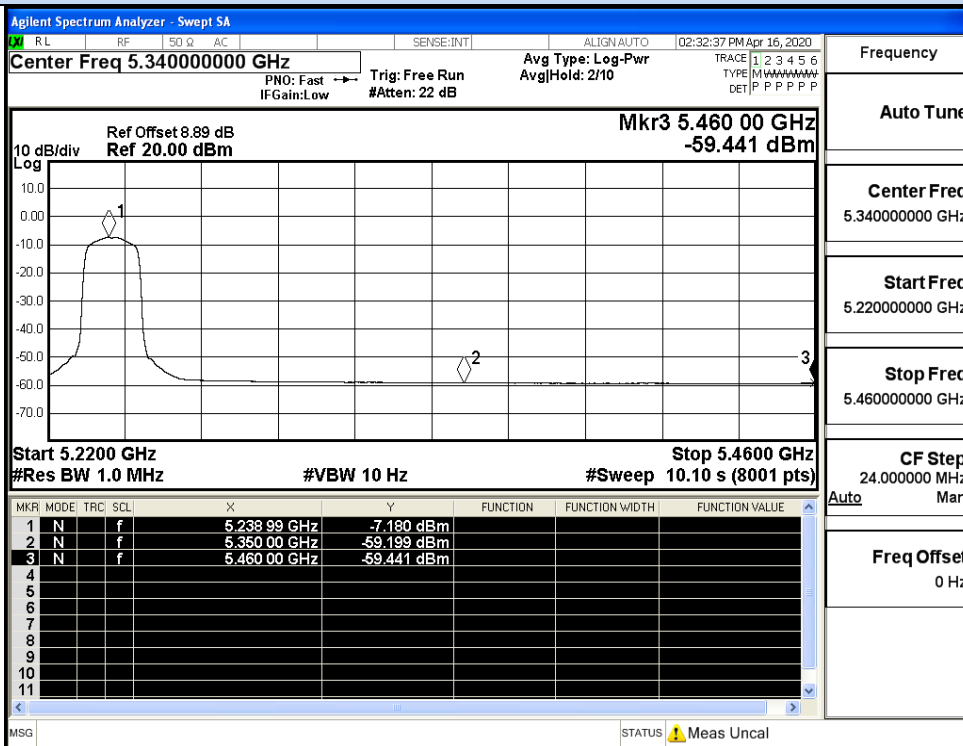 Agilent Spectrum Analyzer - Swept SA
LXI RL RF 50 Ω AC SENSE:INT ALIGN AUTO 02:32:37 PM Apr 16, 2020
Center Freq 5.340000000 GHz
PNO: Fast
IFGain:Low
Trig: Free Run
#Atten: 22 dB
Avg Type: Log-Pwr
Avg|Hold: 2/10
TRACE 1 2 3 4 5 6
TYPE M W W W W W
DET P P P P P P
Mkr3 5.460 00 GHz
-59.441 dBm
Ref Offset 8.89 dB
10 dB/div Ref 20.00 dBm
Log
10.0
0.00
-10.0
-20.0
-30.0
-40.0
-50.0
-60.0
-70.0
1
2
3
Start 5.2200 GHz Stop 5.4600 GHz
#Res BW 1.0 MHz #VBW 10 Hz #Sweep 10.10 s (8001 pts)
MKR MODE TRC SCL X Y FUNCTION FUNCTION WIDTH FUNCTION VALUE
1 N f 5.238 99 GHz -7.180 dBm
2 N f 5.350 00 GHz -59.199 dBm
3 N f 5.460 00 GHz -59.441 dBm
4
5
6
7
8
9
10
11
MSG STATUS Meas Uncal
Frequency
Auto Tune
Center Freq
5.340000000 GHz
Start Freq
5.220000000 GHz
Stop Freq
5.460000000 GHz
CF Step
24.000000 MHz
Auto Man
Freq Offset
0 Hz